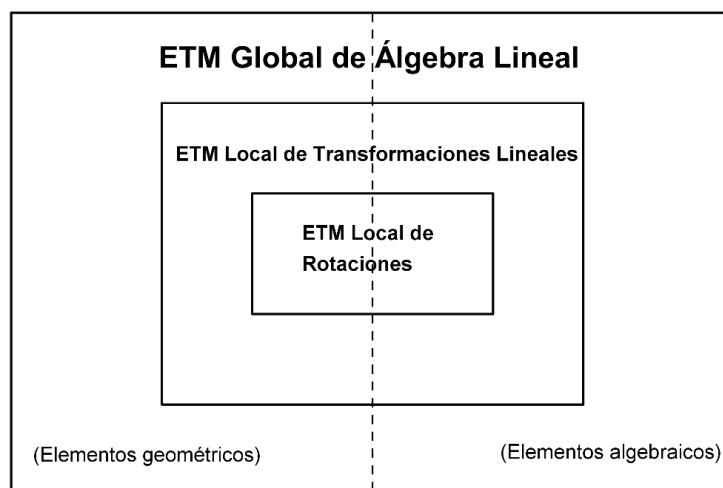 ETM Global de Álgebra Lineal
ETM Local de Transformaciones Lineales
ETM Local de
Rotaciones
(Elementos geométricos)
(Elementos algebraicos)